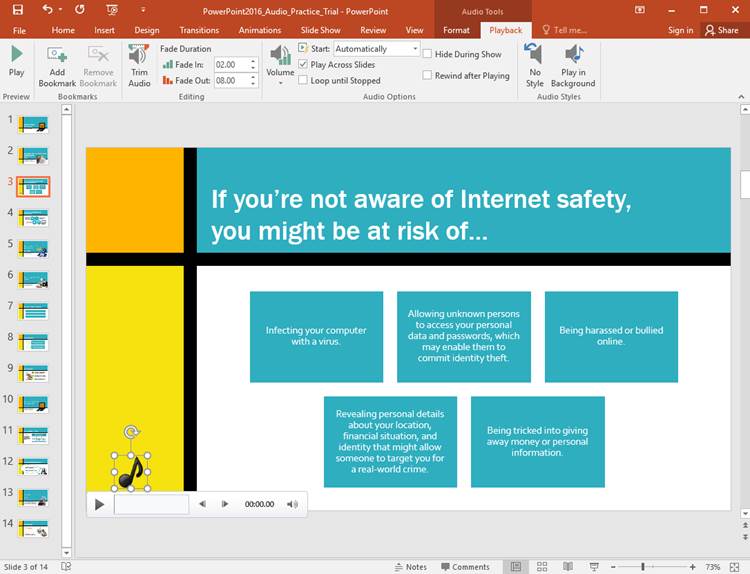 PowerPoint2016_Audio_Practice_Trial - PowerPoint
Audio Tools
File Home Insert Design Transitions Animations Slide Show Review View Format Playback Tell me... Sign in Share
Play
Preview
Add Bookmark
Remove Bookmark
Bookmarks
Trim Audio
Fade Duration
Fade In: 02.00
Fade Out: 08.00
Editing
Volume
Start: Automatically
Play Across Slides
Loop until Stopped
Hide During Show
Rewind after Playing
Audio Options
No Style
Play in Background
Audio Styles
1
2
3
4
5
6
7
8
9
10
11
12
13
14
If you’re not aware of Internet safety,
you might be at risk of...
Infecting your computer
with a virus.
Allowing unknown persons
to access your personal
data and passwords, which
may enable them to
commit identity theft.
Being harassed or bullied
online.
Revealing personal details
about your location,
financial situation, and
identity that might allow
someone to target you for
a real-world crime.
Being tricked into giving
away money or personal
information.
00:00.00
Slide 3 of 14 Notes Comments 73%